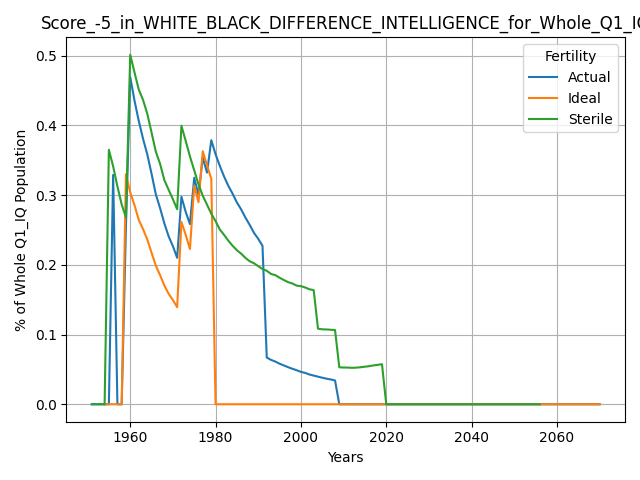 Score_-5_in_WHITE_BLACK_DIFFERENCE_INTELLIGENCE_for_Whole_Q1_IQ
Fertility
Actual
Ideal
Sterile
% of Whole Q1_IQ Population
0.5
0.4
0.3
0.2
0.1
0.0
1960 1980 2000 2020 2040 2060
Years